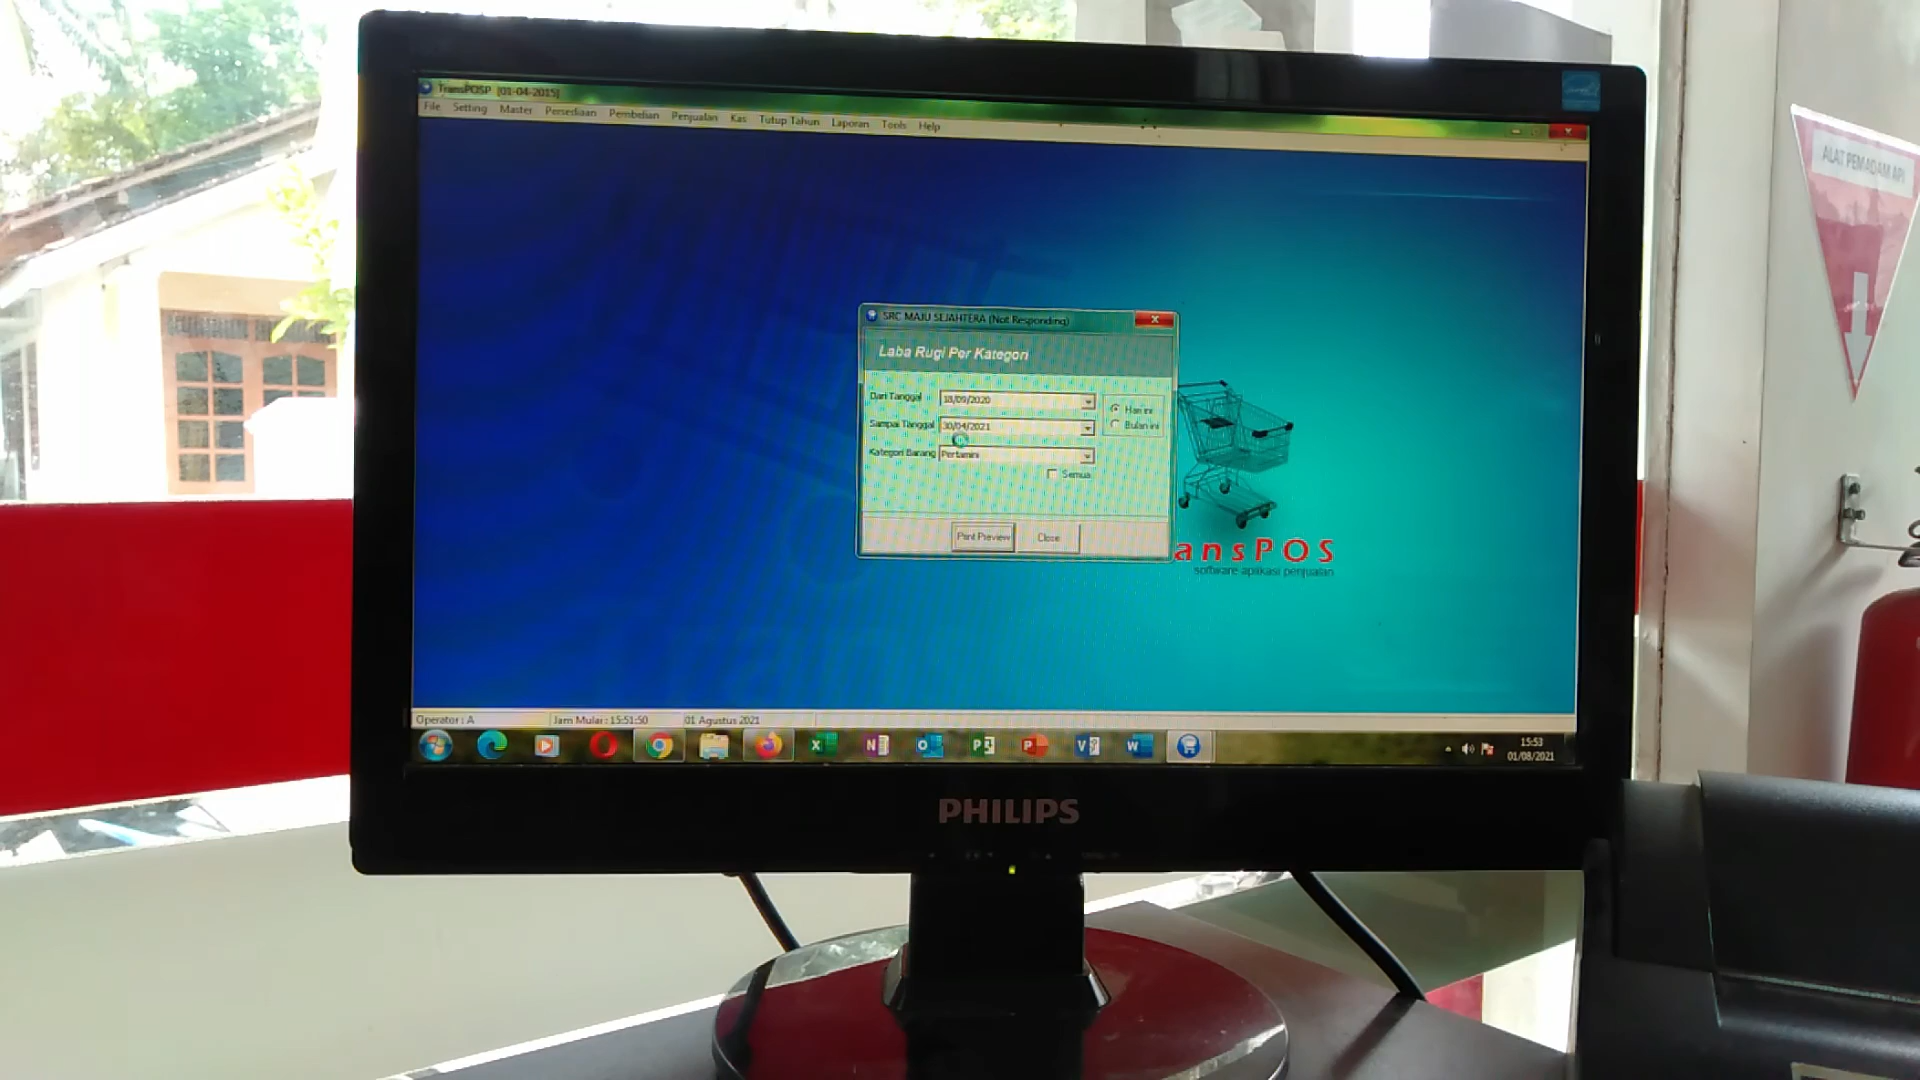 TransPOSP (01-04-2015)
File Setting Master Persediaan Pembelian Penjualan Kas Tutup Tahun Laporan Tools Help
ALAT PEMADAM API
SRC MAJU SEJAHTERA (Not Responding)
Laba Rugi Per Kategori
Dari Tanggal 18/09/2020 Hari ini
Sampai Tanggal 30/04/2021 Bulan ini
Kategori Barang Pertamini
Semua
Print Preview Close
ansPOS
software aplikasi penjualan
Operator : A Jam Mulai : 15:51:50 01 Agustus 2021
15:53
01/08/2021
PHILIPS